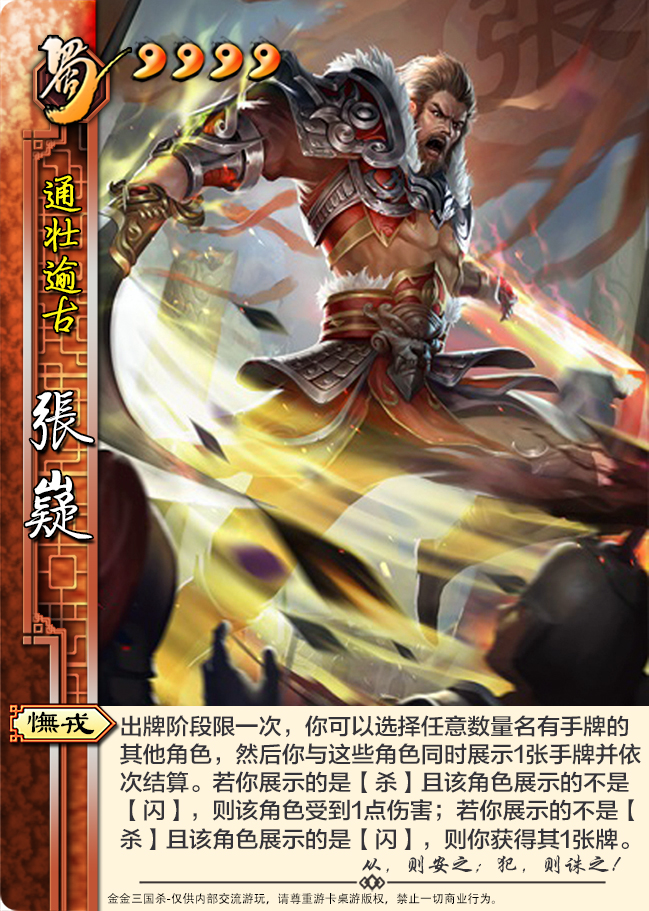 蜀
通壮逾古
張嶷
憮戎
出牌阶段限一次，你可以选择任意数量名有手牌的
其他角色，然后你与这些角色同时展示1张手牌并依
次结算。若你展示的是【杀】且该角色展示的不是
【闪】，则该角色受到1点伤害；若你展示的不是【
杀】且该角色展示的是【闪】，则你获得其1张牌。
从，则安之；犯，则诛之！
金金三国杀-仅供内部交流游玩，请尊重游卡桌游版权，禁止一切商业行为。
張